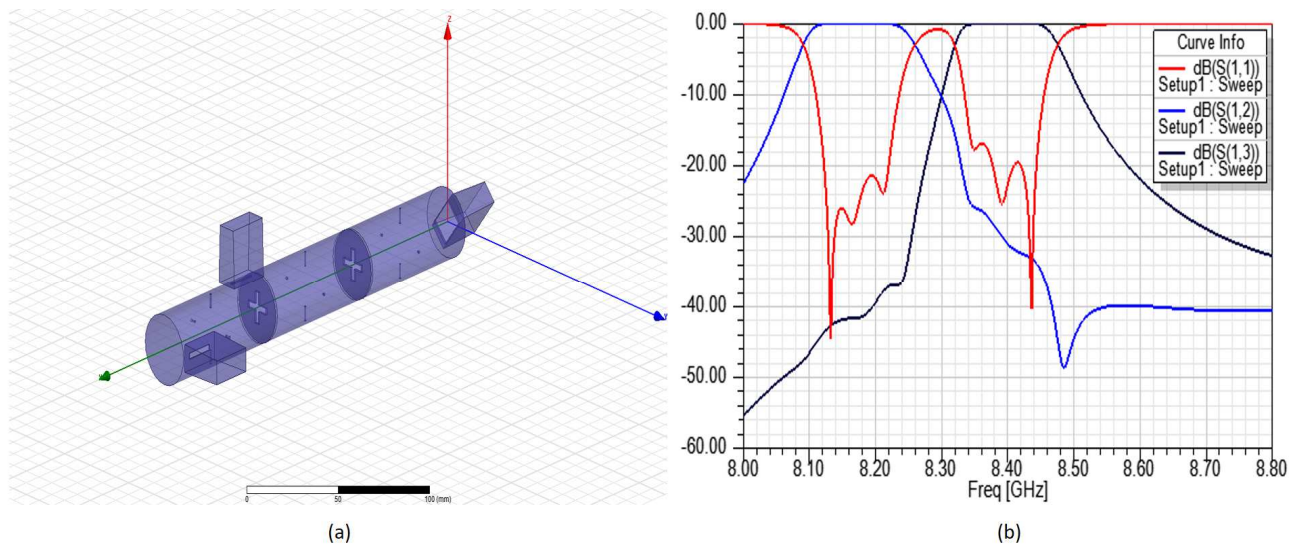 z
0
50
100 (mm)
(a)
0.00
-10.00
-20.00
-30.00
-40.00
-50.00
-60.00
8.00 8.10 8.20 8.30 8.40 8.50 8.60 8.70 8.80
Freq [GHz]
Curve Info
dB(S(1,1))
Setup1 : Sweep
dB(S(1,2))
Setup1 : Sweep
dB(S(1,3))
Setup1 : Sweep
(b)